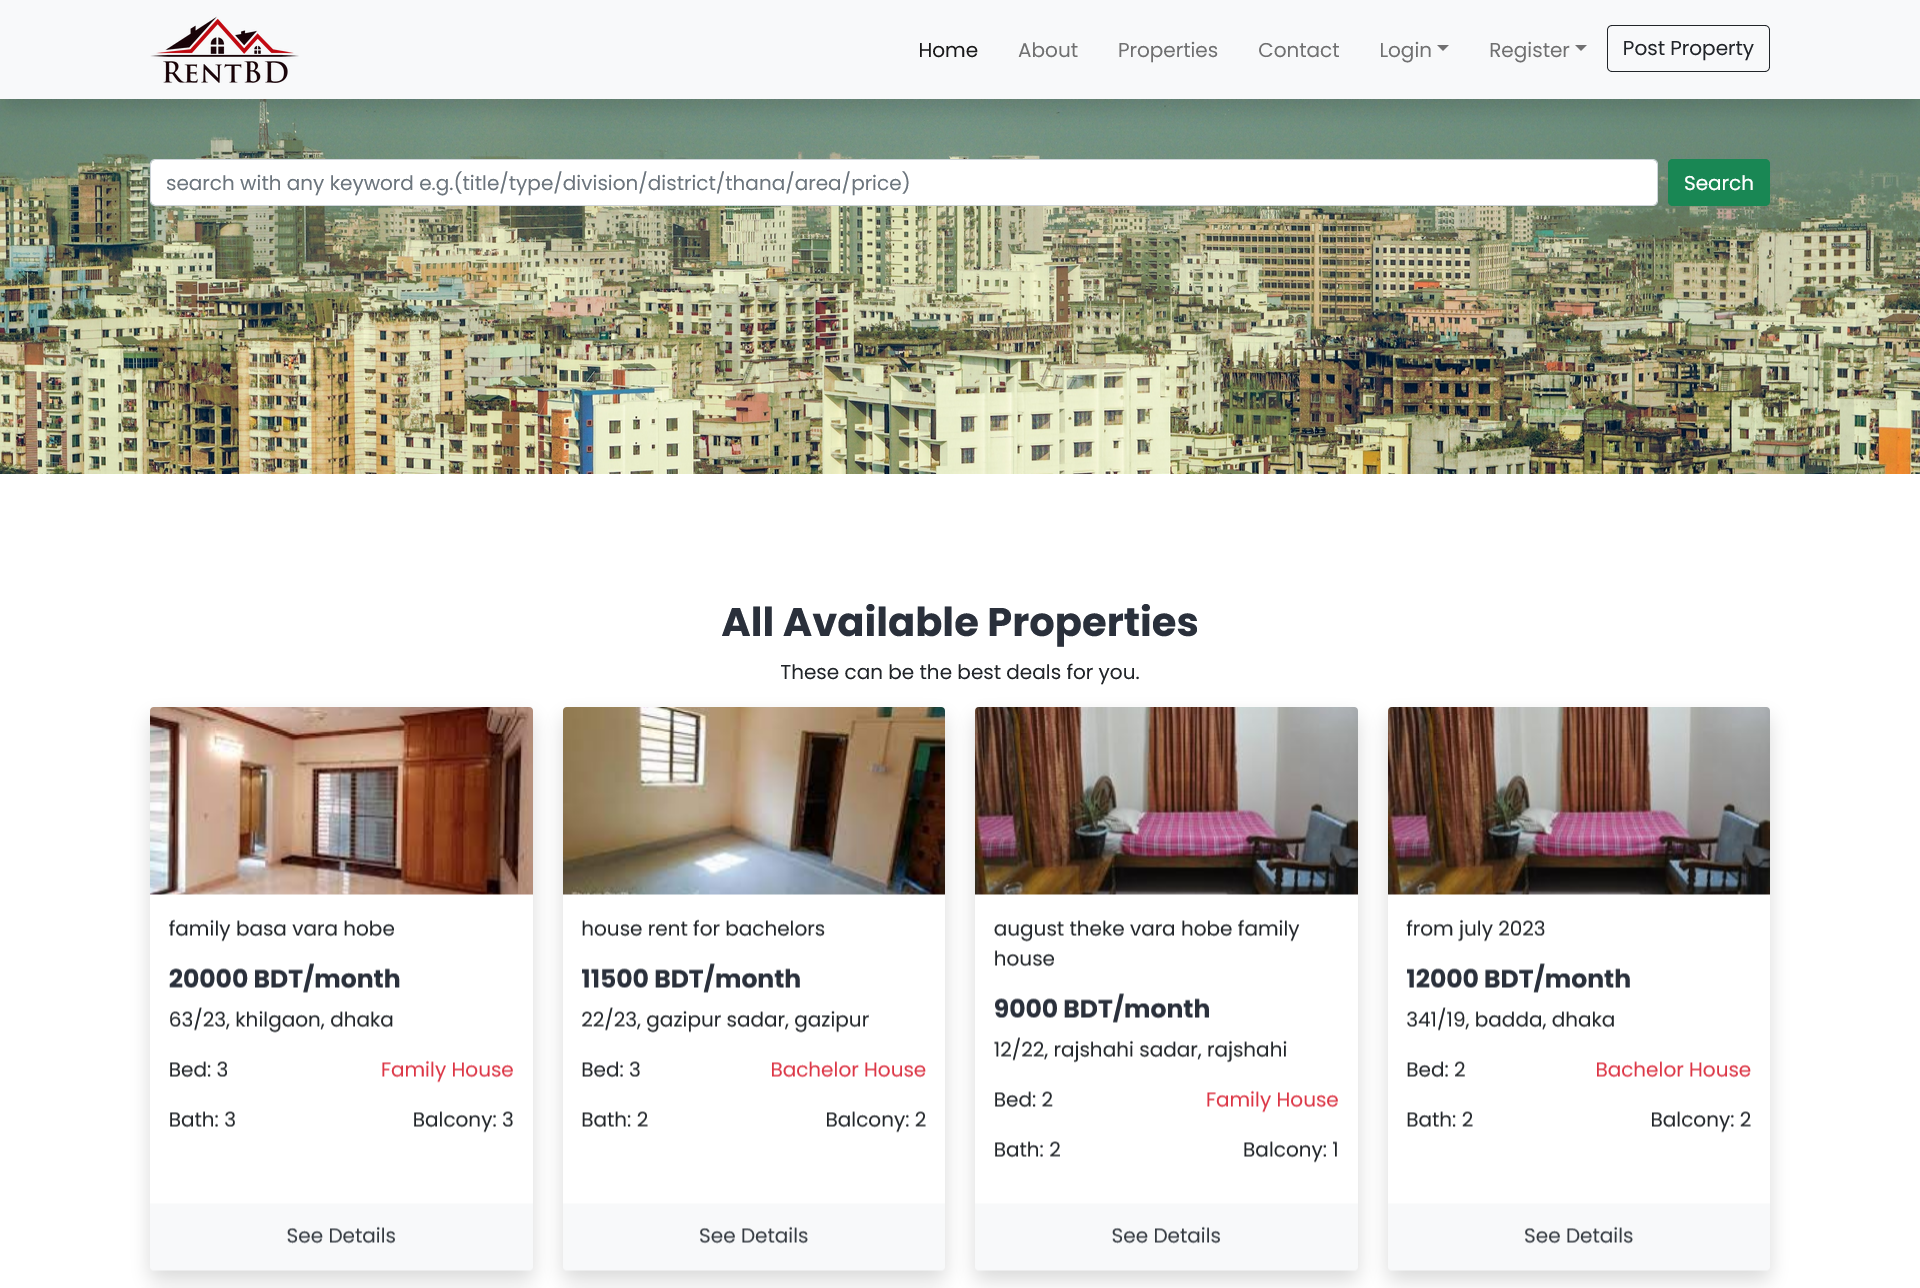 RENTBD
Home
About
Properties
Contact
Login
Register
Post Property
search with any keyword e.g.(title/type/division/district/thana/area/price)
Search
All Available Properties
These can be the best deals for you.
family basa vara hobe
20000 BDT/month
63/23, khilgaon, dhaka
Bed: 3
Family House
Bath: 3
Balcony: 3
See Details
house rent for bachelors
11500 BDT/month
22/23, gazipur sadar, gazipur
Bed: 3
Bachelor House
Bath: 2
Balcony: 2
See Details
august theke vara hobe family
house
9000 BDT/month
12/22, rajshahi sadar, rajshahi
Bed: 2
Family House
Bath: 2
Balcony: 1
See Details
from july 2023
12000 BDT/month
341/19, badda, dhaka
Bed: 2
Bachelor House
Bath: 2
Balcony: 2
See Details